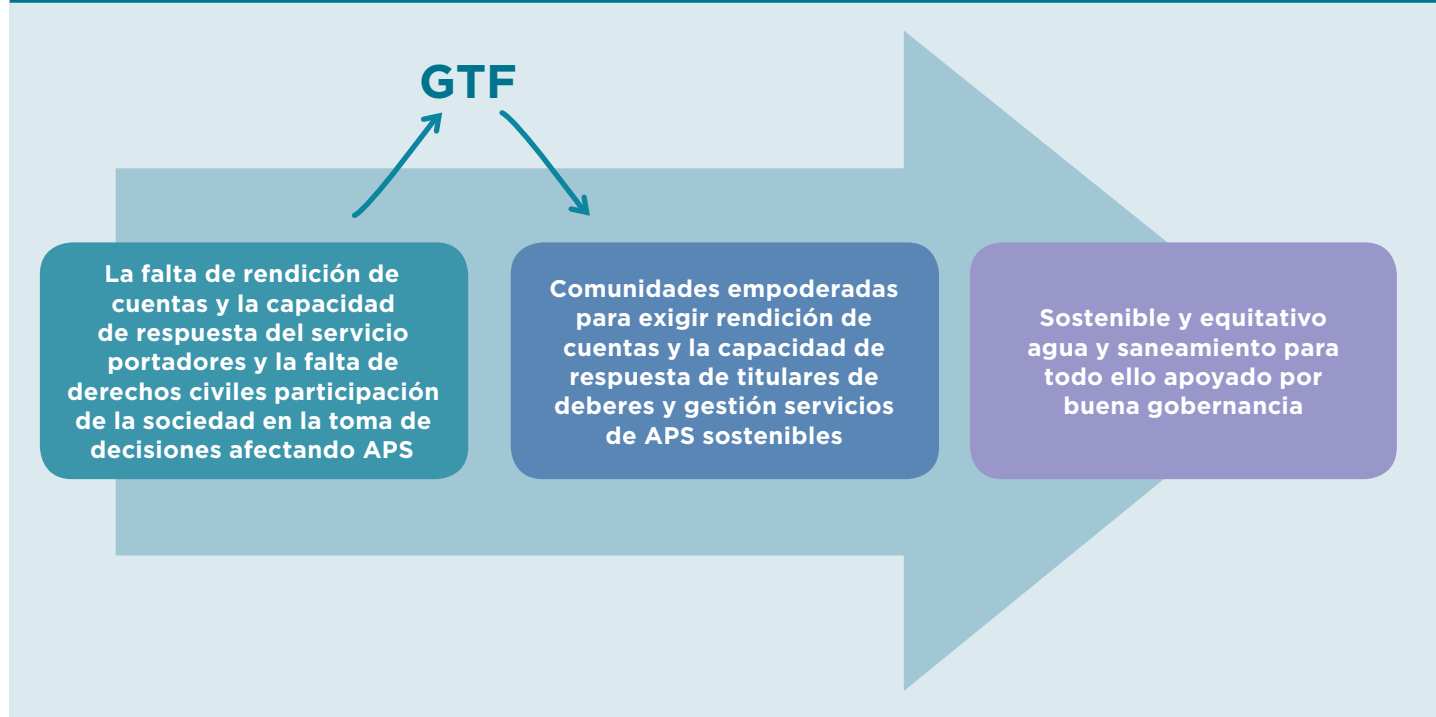 GTF
La falta de rendición de
cuentas y la capacidad
de respuesta del servicio
portadores y la falta de
derechos civiles participación
de la sociedad en la toma de
decisiones afectando APS
Comunidades empoderadas
para exigir rendición de
cuentas y la capacidad de
respuesta de titulares de
deberes y gestión servicios
de APS sostenibles
Sostenible y equitativo
agua y saneamiento para
todo ello apoyado por
buena gobernancia